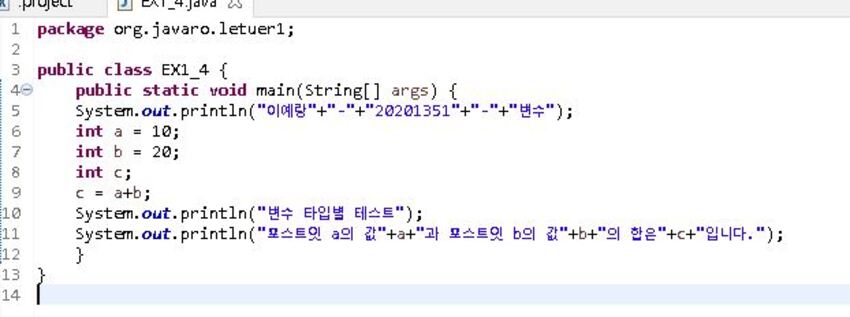 .project EX1_4.java
1 package org.javaro.letuer1;
2
3 public class EX1_4 {
4 public static void main(String[] args) {
5 System.out.println("이예랑"+"-"+"20201351"+"-"+"변수");
6 int a = 10;
7 int b = 20;
8 int c;
9 c = a+b;
10 System.out.println("변수 타입별 테스트");
11 System.out.println("포스트잇 a의 값"+a+"과 포스트잇 b의 값"+b+"의 합은"+c+"입니다.");
12 }
13 }
14